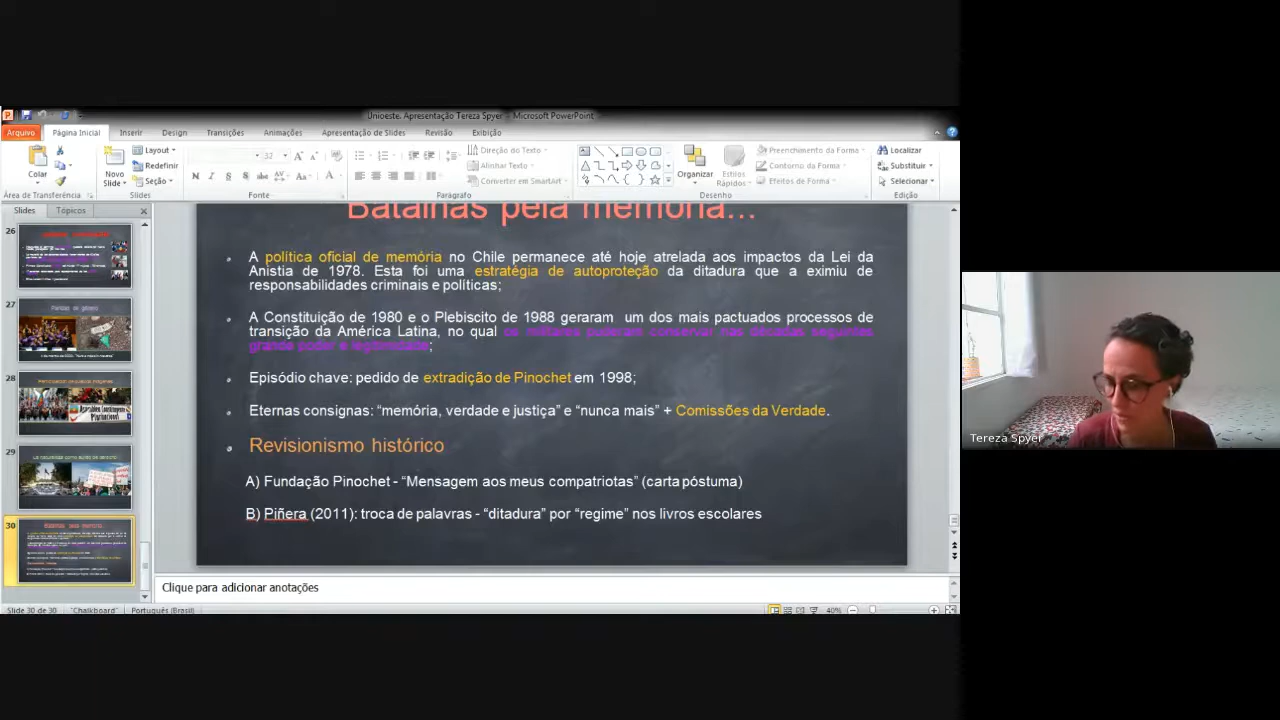 Unioeste. Apresentação Tereza Spyer - Microsoft PowerPoint
Arquivo Página Inicial Inserir Design Transições Animações Apresentação de Slides Revisão Exibição
Colar
Área de Transferência
Novo Slide
Layout
Redefinir
Seção
Slides
32
N I S S abc AV Aa A
Fonte
Direção do Texto
Alinhar Texto
Converter em SmartArt
Parágrafo
Organizar
Estilos Rápidos
Preenchimento da Forma
Contorno da Forma
Efeitos de Forma
Desenho
Localizar
Substituir
Selecionar
Edição
Slides Tópicos
26
27
28
29
30
Batalhas pela memória...
A política oficial de memória no Chile permanece até hoje atrelada aos impactos da Lei da
Anistia de 1978. Esta foi uma estratégia de autoproteção da ditadura que a eximiu de
responsabilidades criminais e políticas;
A Constituição de 1980 e o Plebiscito de 1988 geraram um dos mais pactuados processos de
transição da América Latina, no qual os militares puderam conservar nas décadas seguintes
grande poder e legitimidade;
Episódio chave: pedido de extradição de Pinochet em 1998;
Eternas consignas: “memória, verdade e justiça” e “nunca mais” + Comissões da Verdade.
Revisionismo histórico
A) Fundação Pinochet - “Mensagem aos meus compatriotas” (carta póstuma)
B) Piñera (2011): troca de palavras - “ditadura” por “regime” nos livros escolares
Clique para adicionar anotações
Slide 30 de 30 "Chalkboard" Português (Brasil) 40%
Tereza Spyer